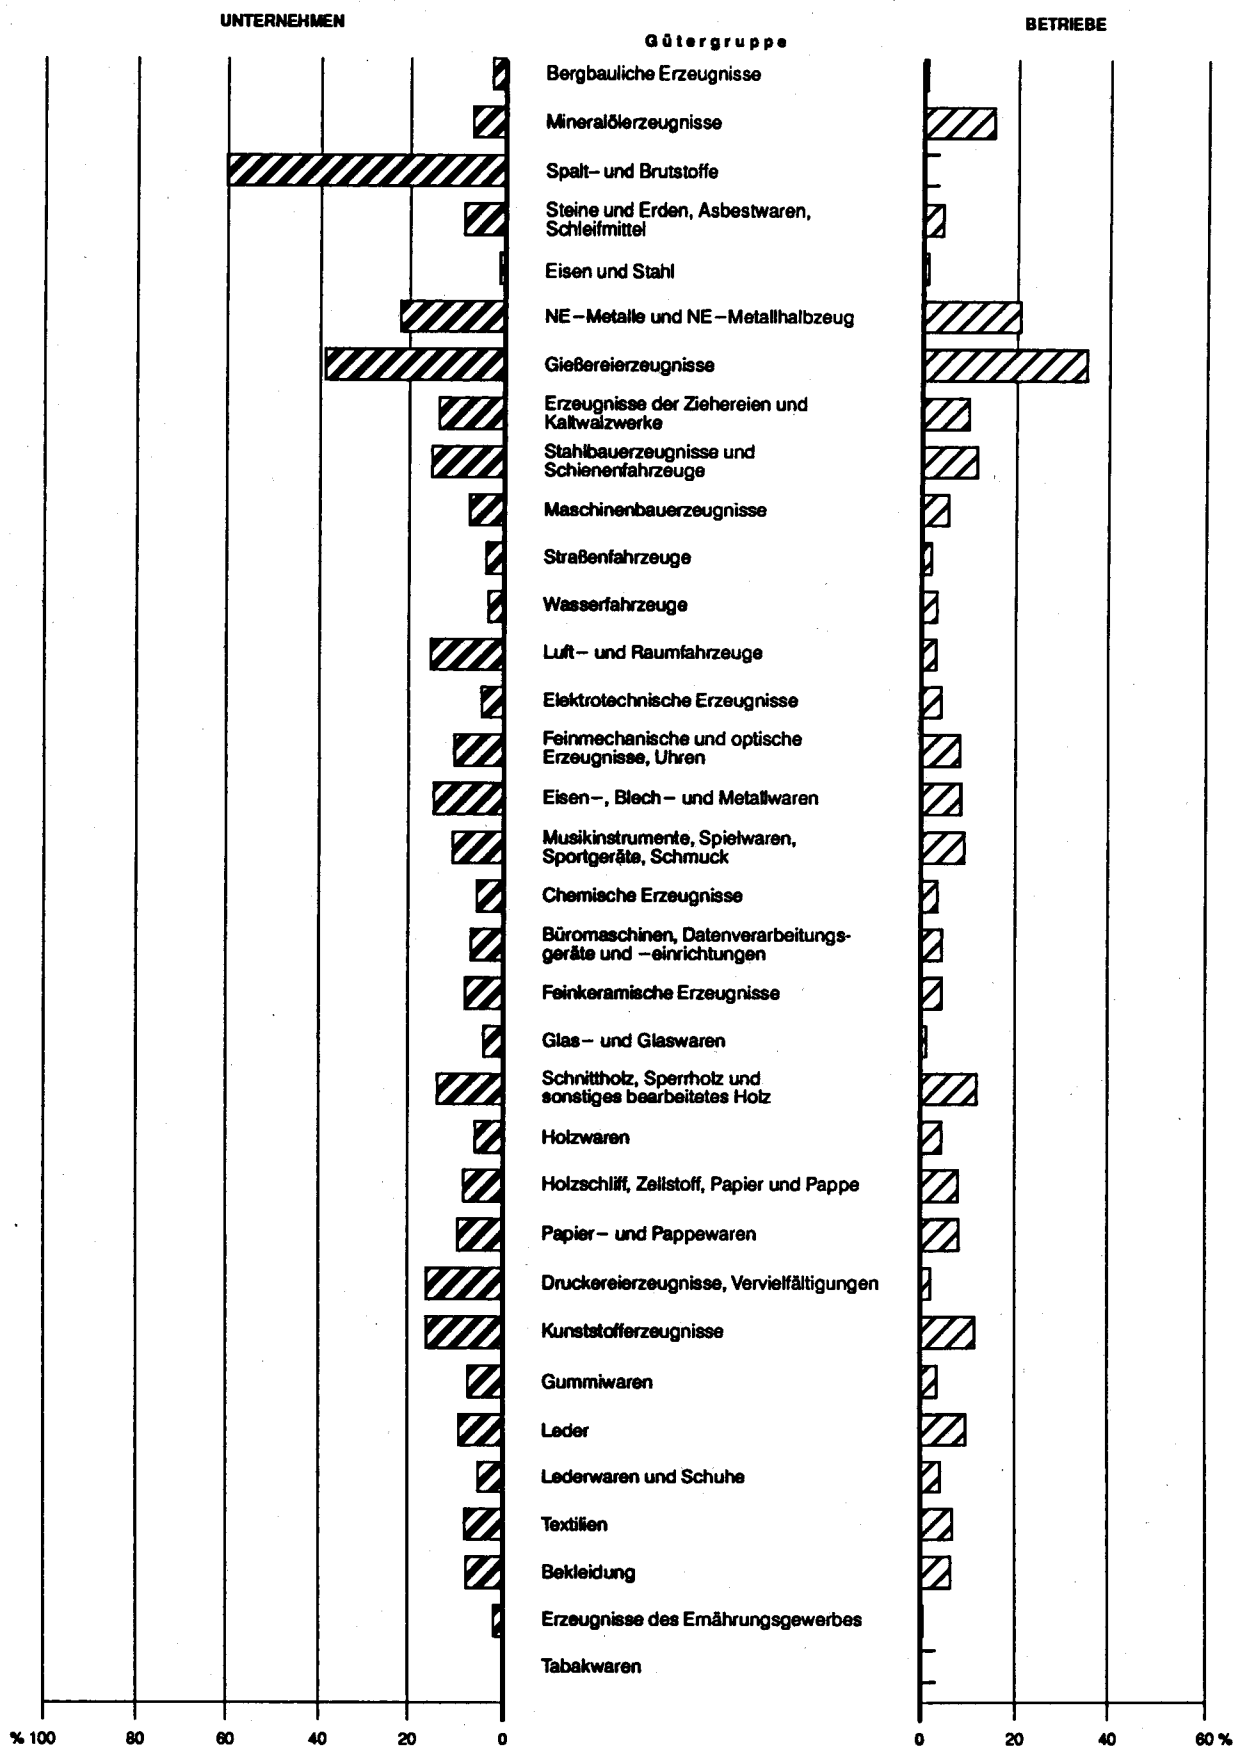 UNTERNEHMEN
BETRIEBE
Gütergruppe
Bergbauliche Erzeugnisse
Mineralölerzeugnisse
Spalt- und Brutstoffe
Steine und Erden, Asbestwaren,
Schleifmittel
Eisen und Stahl
NE-Metalle und NE-Metallhalbzeug
Gießereierzeugnisse
Erzeugnisse der Ziehereien und
Kaltwalzwerke
Stahlbauerzeugnisse und
Schienenfahrzeuge
Maschinenbauerzeugnisse
Straßenfahrzeuge
Wasserfahrzeuge
Luft- und Raumfahrzeuge
Elektrotechnische Erzeugnisse
Feinmechanische und optische
Erzeugnisse, Uhren
Eisen-, Blech- und Metallwaren
Musikinstrumente, Spielwaren,
Sportgeräte, Schmuck
Chemische Erzeugnisse
Büromaschinen, Datenverarbeitungs-
geräte und -einrichtungen
Feinkeramische Erzeugnisse
Glas- und Glaswaren
Schnittholz, Sperrholz und
sonstiges bearbeitetes Holz
Holzwaren
Holzschliff, Zellstoff, Papier und Pappe
Papier- und Pappewaren
Druckereierzeugnisse, Vervielfältigungen
Kunststofferzeugnisse
Gummiwaren
Leder
Lederwaren und Schuhe
Textilien
Bekleidung
Erzeugnisse des Ernährungsgewerbes
Tabakwaren
% 100 80 60 40 20 0 0 20 40 60 %